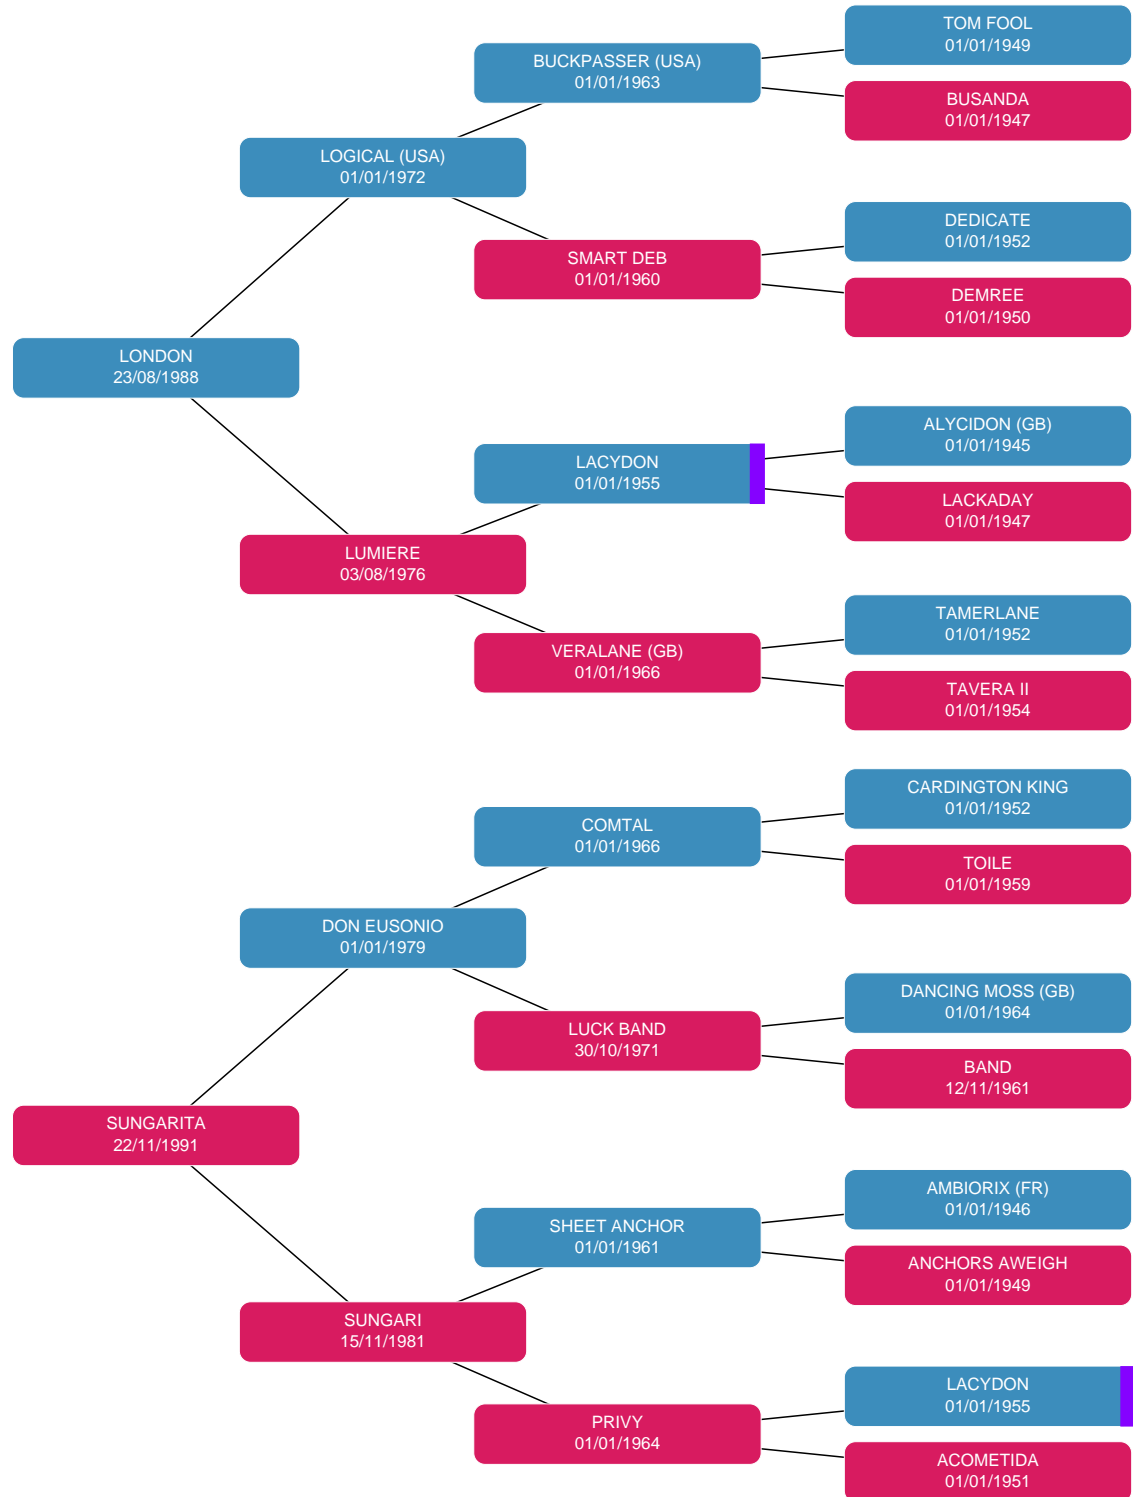 TOM FOOL
01/01/1949
BUCKPASSER (USA)
01/01/1963
BUSANDA
01/01/1947
LOGICAL (USA)
01/01/1972
DEDICATE
01/01/1952
SMART DEB
01/01/1960
DEMREE
01/01/1950
LONDON
23/08/1988
ALYCIDON (GB)
01/01/1945
LACYDON
01/01/1955
LACKADAY
01/01/1947
LUMIERE
03/08/1976
TAMERLANE
01/01/1952
VERALANE (GB)
01/01/1966
TAVERA II
01/01/1954
CARDINGTON KING
01/01/1952
COMTAL
01/01/1966
TOILE
01/01/1959
DON EUSONIO
01/01/1979
DANCING MOSS (GB)
01/01/1964
LUCK BAND
30/10/1971
BAND
12/11/1961
SUNGARITA
22/11/1991
AMBIORIX (FR)
01/01/1946
SHEET ANCHOR
01/01/1961
ANCHORS AWEIGH
01/01/1949
SUNGARI
15/11/1981
LACYDON
01/01/1955
PRIVY
01/01/1964
ACOMETIDA
01/01/1951